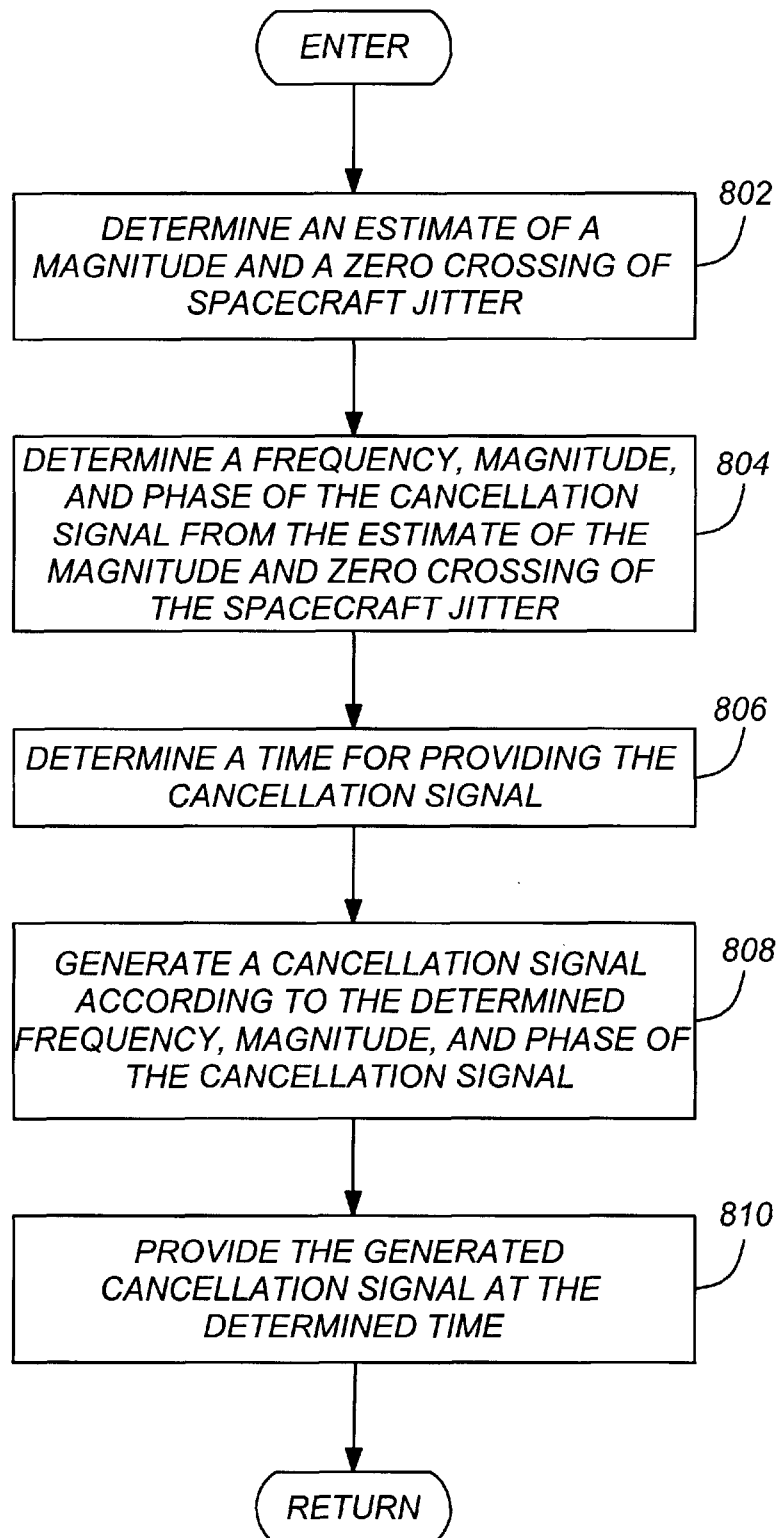 ENTER
802
DETERMINE AN ESTIMATE OF A
MAGNITUDE AND A ZERO CROSSING OF
SPACECRAFT JITTER
804
DETERMINE A FREQUENCY, MAGNITUDE,
AND PHASE OF THE CANCELLATION
SIGNAL FROM THE ESTIMATE OF THE
MAGNITUDE AND ZERO CROSSING OF
THE SPACECRAFT JITTER
806
DETERMINE A TIME FOR PROVIDING THE
CANCELLATION SIGNAL
808
GENERATE A CANCELLATION SIGNAL
ACCORDING TO THE DETERMINED
FREQUENCY, MAGNITUDE, AND PHASE OF
THE CANCELLATION SIGNAL
810
PROVIDE THE GENERATED
CANCELLATION SIGNAL AT THE
DETERMINED TIME
RETURN